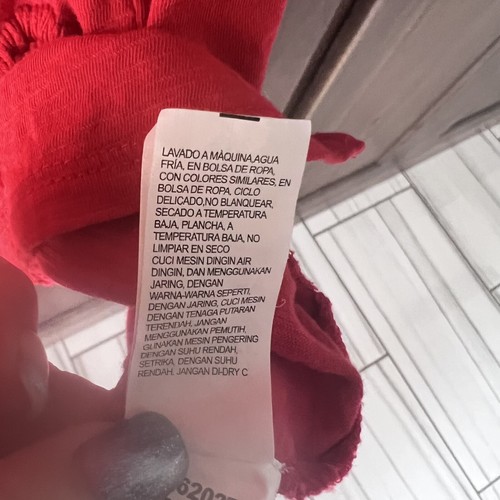 LAVADO A MÁQUINA,AGUA
FRÍA, EN BOLSA DE ROPA,
CON COLORES SIMILARES, EN
BOLSA DE ROPA. CICLO
DELICADO,NO BLANQUEAR,
SECADO A TEMPERATURA
BAJA, PLANCHA, A
TEMPERATURA BAJA, NO
LIMPIAR EN SECO
CUCI MESIN DINGIN AIR
DINGIN, DAN MENGGUNAKAN
JARING, DENGAN
WARNA-WARNA SEPERTI,
DENGAN JARING, CUCI MESIN
DENGAN TENAGA PUTARAN
TERENDAH, JANGAN
MENGGUNAKAN PEMUTIH,
GUNAKAN MESIN PENGERING
DENGAN SUHU RENDAH,
SETRIKA, DENGAN SUHU
RENDAH, JANGAN DI-DRY C